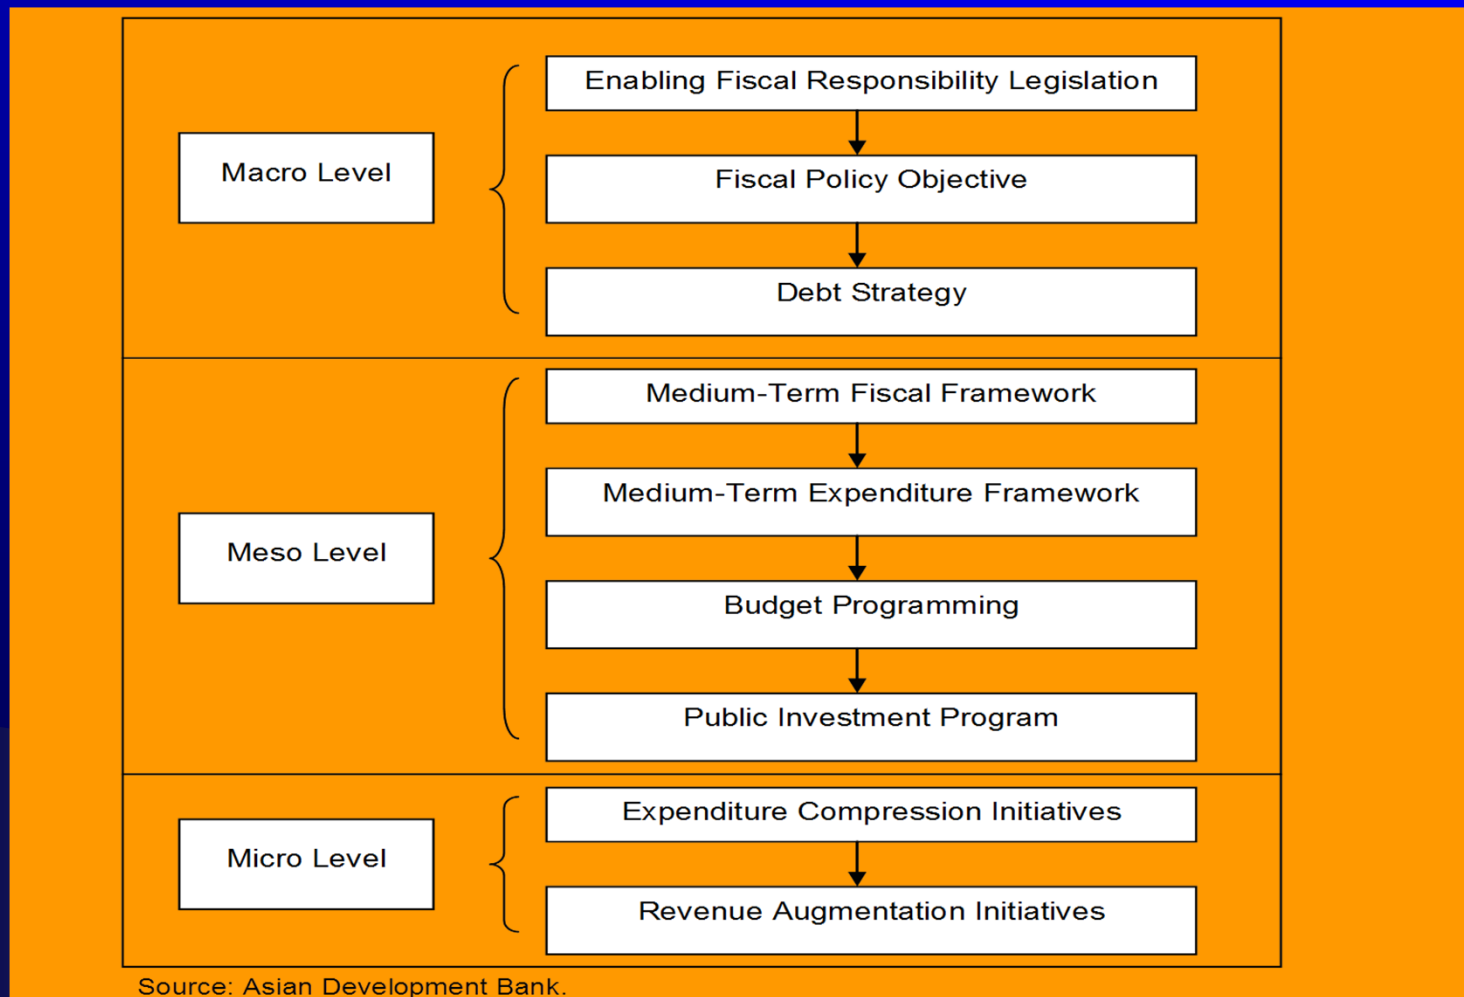 Macro Level
Enabling Fiscal Responsibility Legislation
Fiscal Policy Objective
Debt Strategy
Meso Level
Medium-Term Fiscal Framework
Medium-Term Expenditure Framework
Budget Programming
Public Investment Program
Micro Level
Expenditure Compression Initiatives
Revenue Augmentation Initiatives
Source: Asian Development Bank.